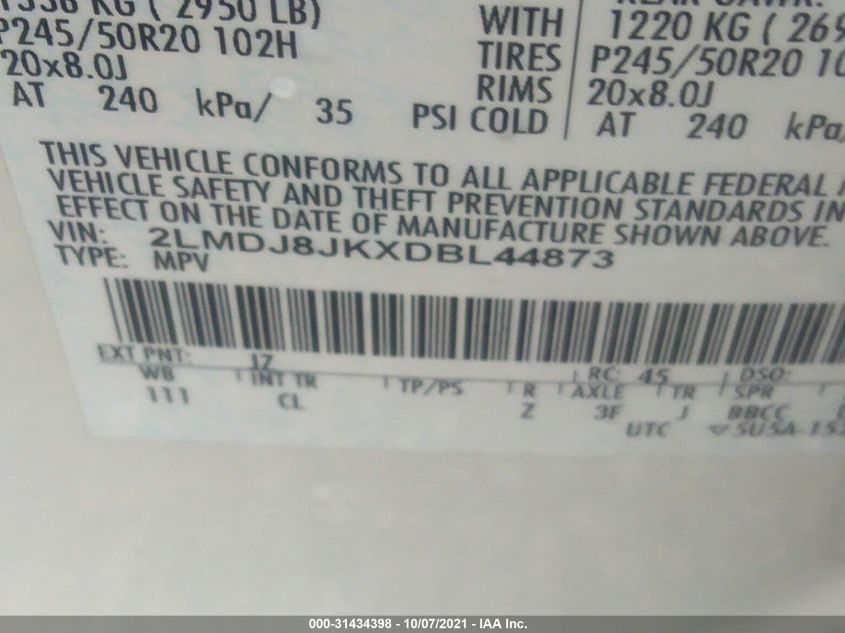 1338 KG ( 2950 LB)
P245/50R20 102H
20x8.0J
AT 240 kPa/ 35 PSI COLD
WITH 1220 KG ( 269
TIRES P245/50R20 10
RIMS 20x8.0J
AT 240 kPa/
THIS VEHICLE CONFORMS TO ALL APPLICABLE FEDERAL
VEHICLE SAFETY AND THEFT PREVENTION STANDARDS IN
EFFECT ON THE DATE OF MANUFACTURE SHOWN ABOVE.
VIN: 2LMDJ8JKXDBL44873
TYPE: MPV
EXT PNT: JZ RC: 45 DSO:
WB INT TR TP/PS R AXLE TR SPR
111 CL Z 3F J BBCC
UTC
000-31434398 - 10/07/2021 - IAA Inc.